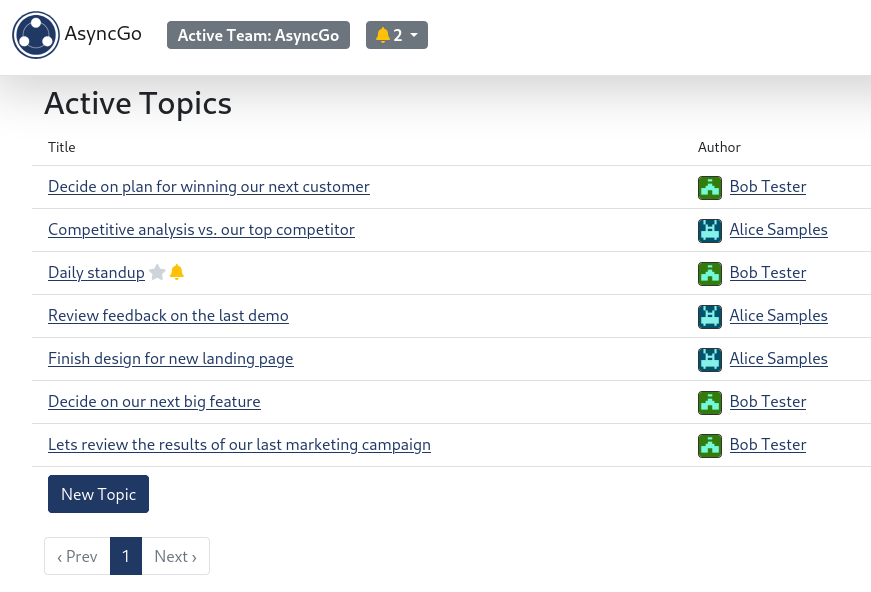 AsyncGo Active Team: AsyncGo 2
Active Topics
Title Author
Decide on plan for winning our next customer Bob Tester
Competitive analysis vs. our top competitor Alice Samples
Daily standup Bob Tester
Review feedback on the last demo Alice Samples
Finish design for new landing page Alice Samples
Decide on our next big feature Bob Tester
Lets review the results of our last marketing campaign Bob Tester
New Topic
‹ Prev 1 Next ›